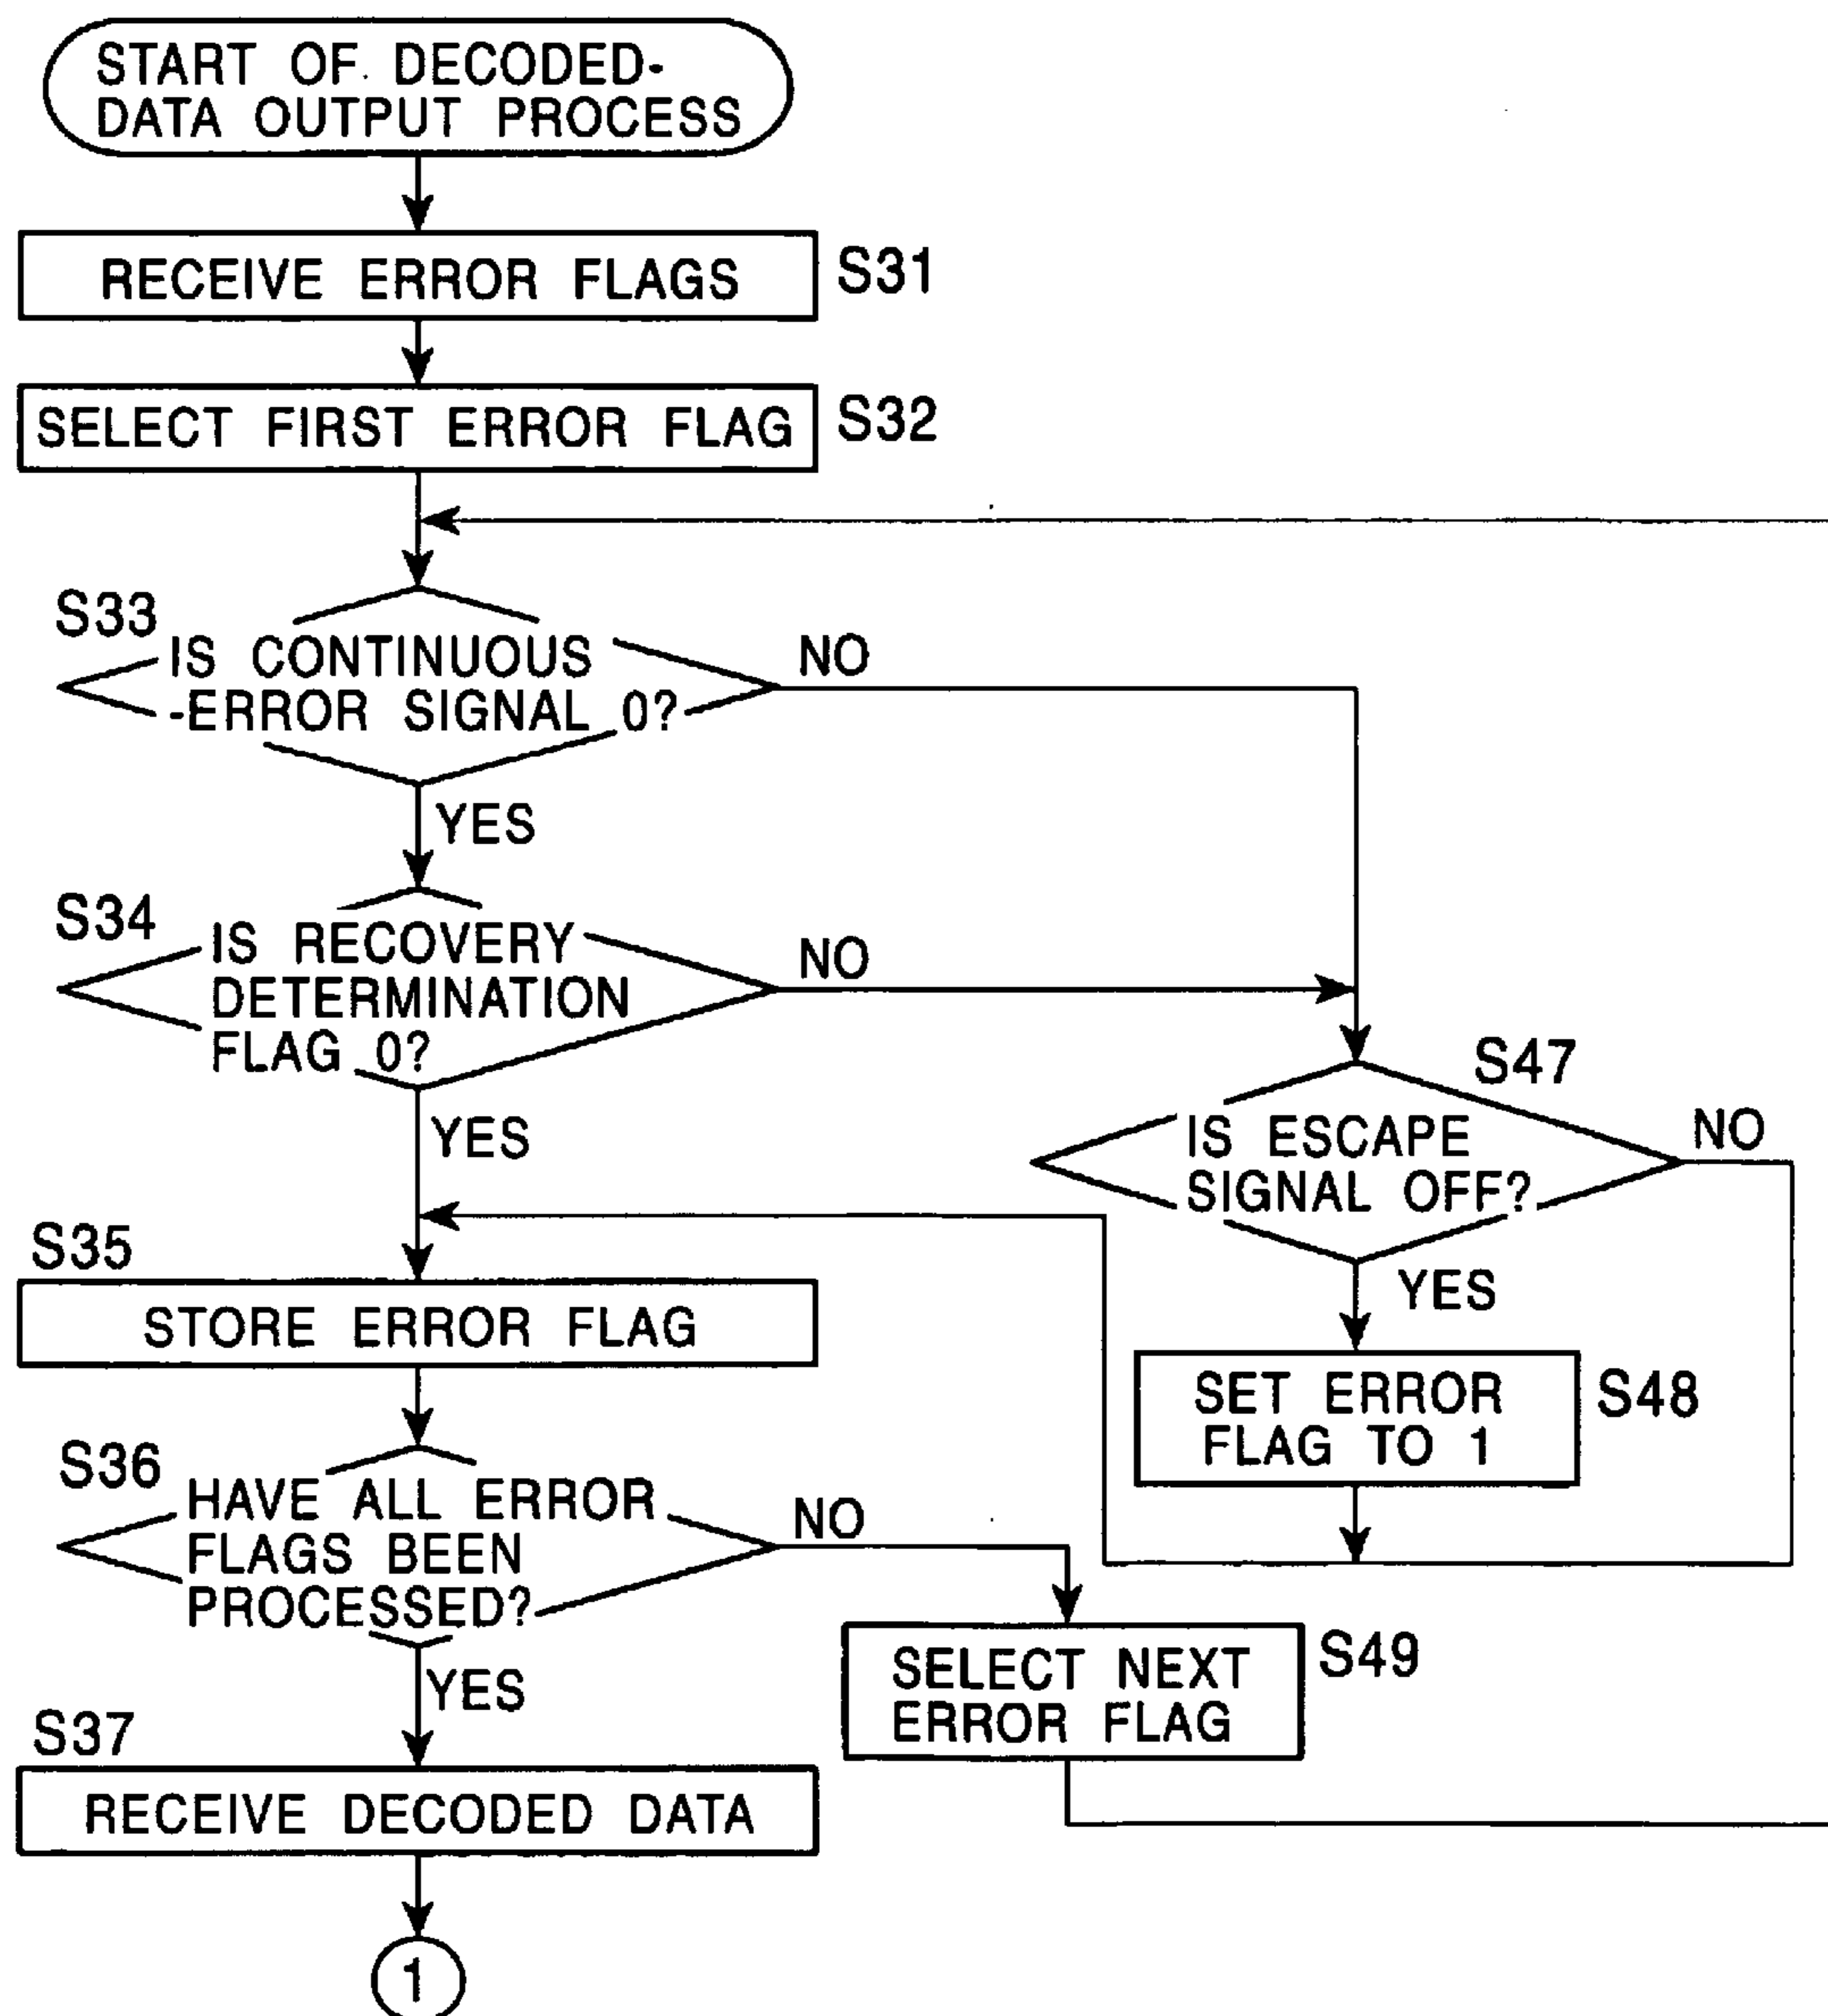 START OF DECODED-
DATA OUTPUT PROCESS
RECEIVE ERROR FLAGS
S31
SELECT FIRST ERROR FLAG
S32
S33
IS CONTINUOUS
-ERROR SIGNAL 0?
NO
YES
S34
IS RECOVERY
DETERMINATION
FLAG 0?
NO
YES
S47
IS ESCAPE
SIGNAL OFF?
NO
YES
S35
STORE ERROR FLAG
SET ERROR
FLAG TO 1
S48
S36
HAVE ALL ERROR
FLAGS BEEN
PROCESSED?
NO
YES
SELECT NEXT
ERROR FLAG
S49
S37
RECEIVE DECODED DATA
1